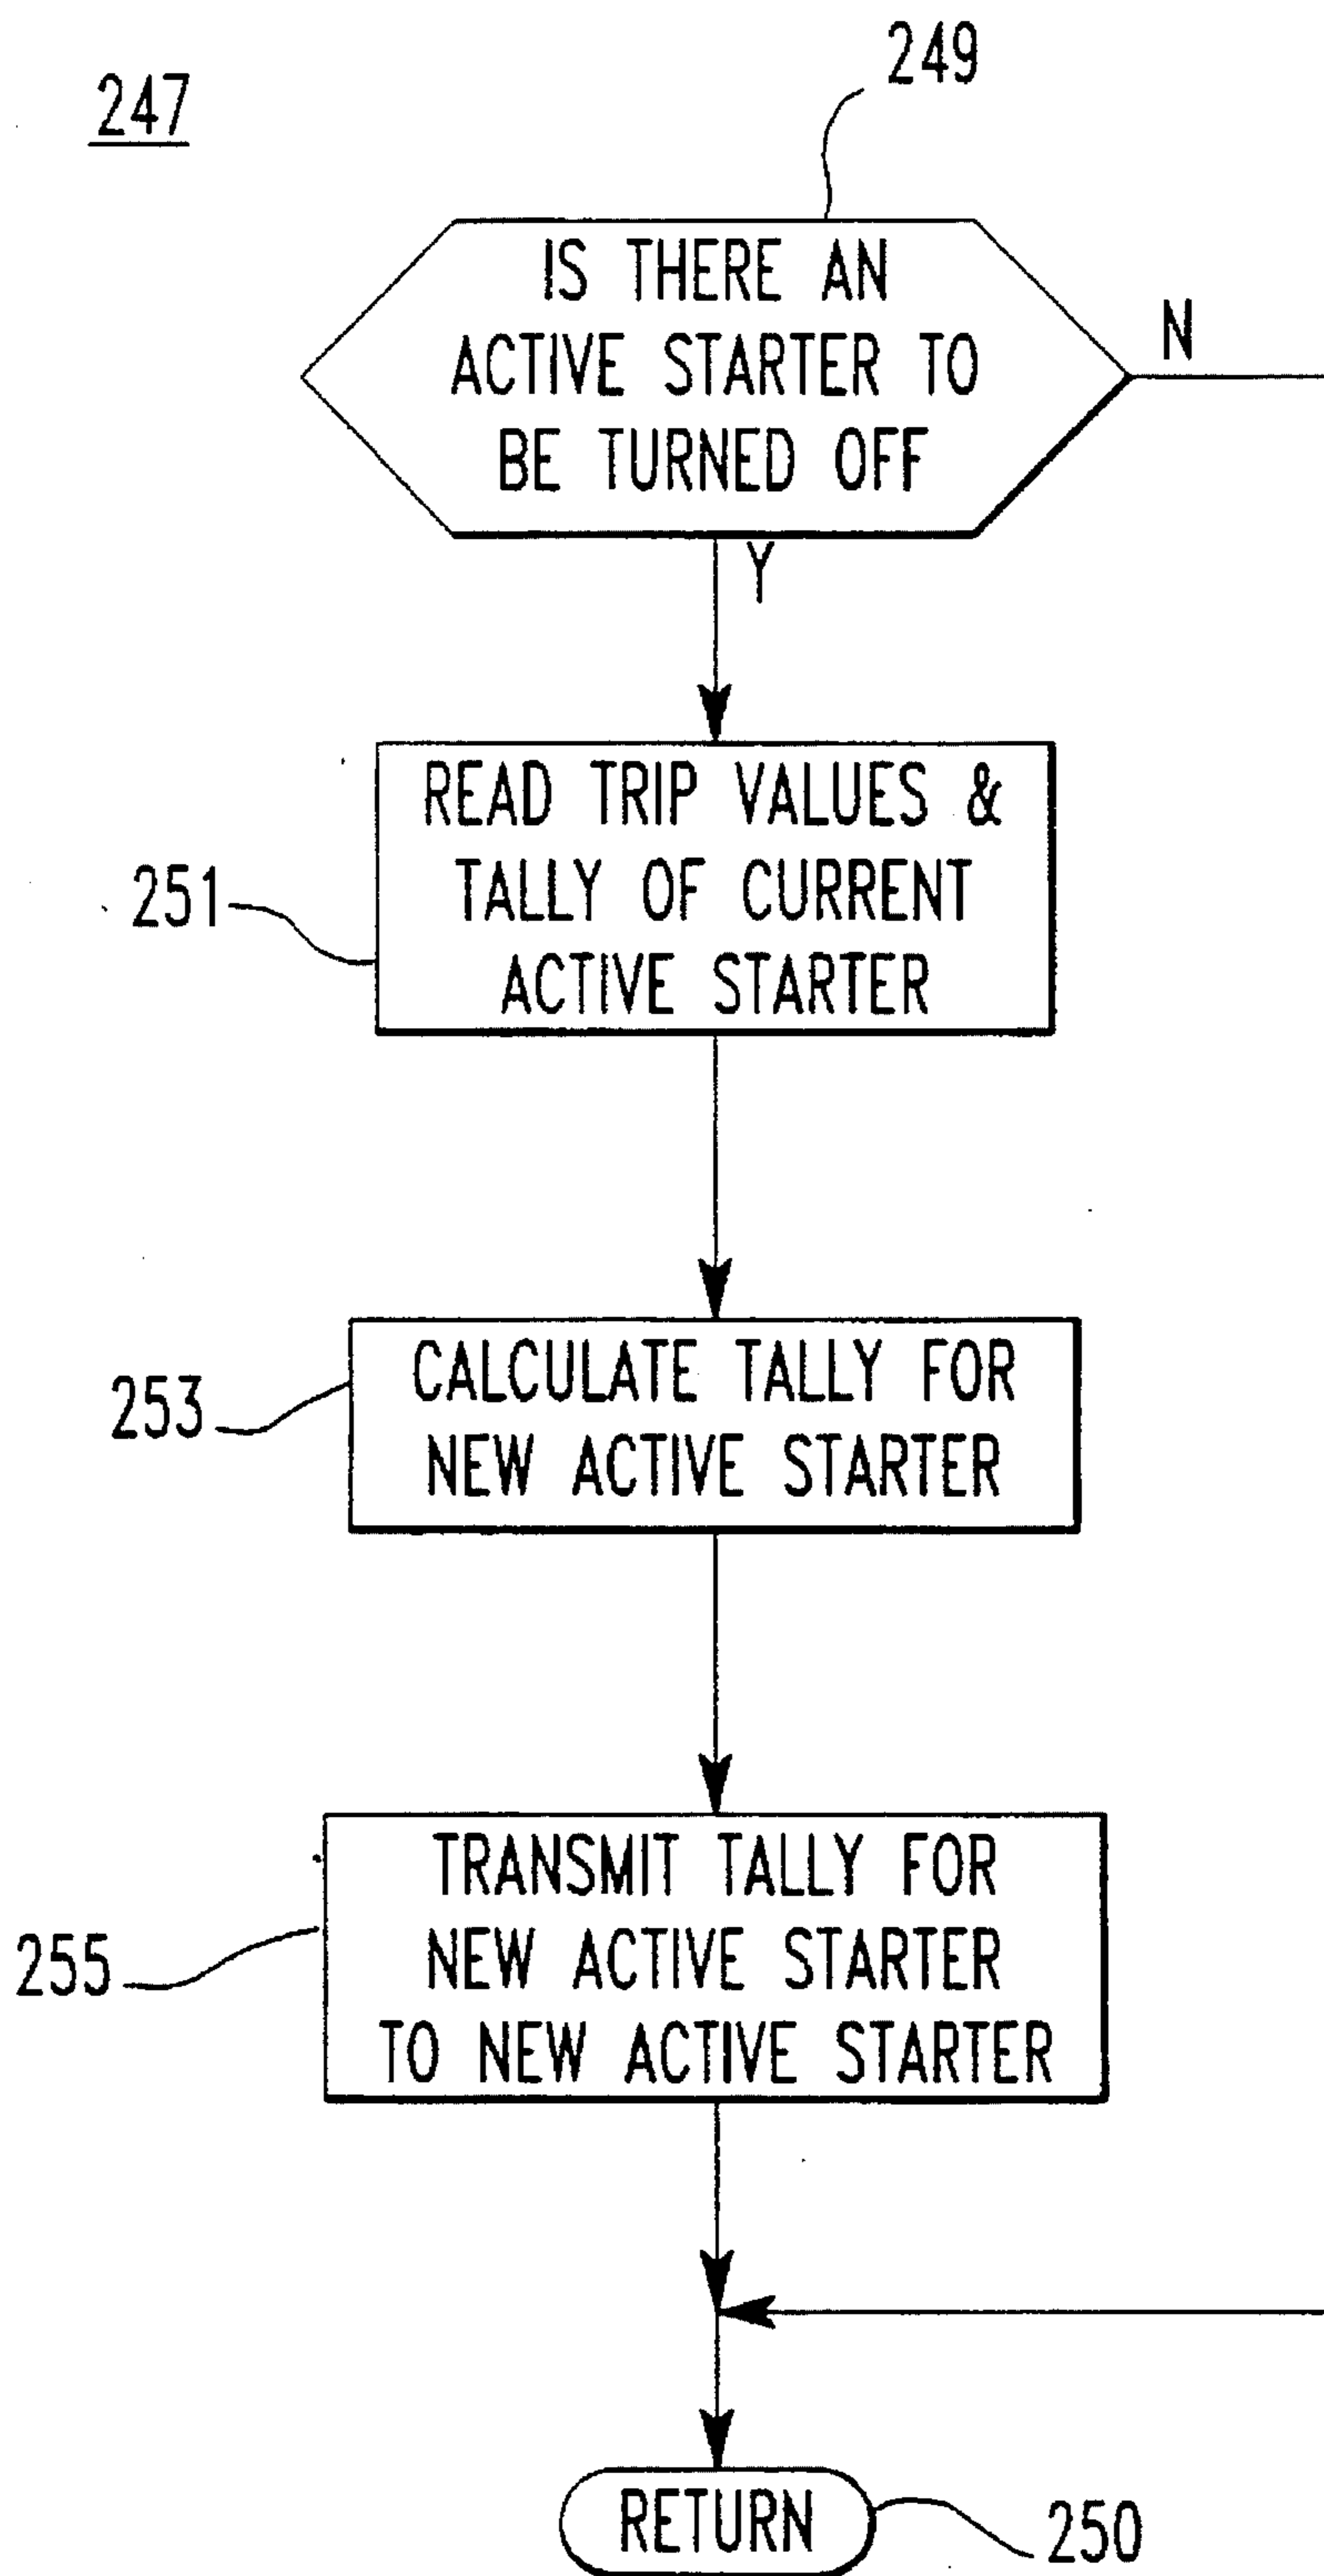 249
247
IS THERE AN
ACTIVE STARTER TO
BE TURNED OFF
N
Y
READ TRIP VALUES &
TALLY OF CURRENT
ACTIVE STARTER
251
CALCULATE TALLY FOR
NEW ACTIVE STARTER
253
TRANSMIT TALLY FOR
NEW ACTIVE STARTER
TO NEW ACTIVE STARTER
255
RETURN
250